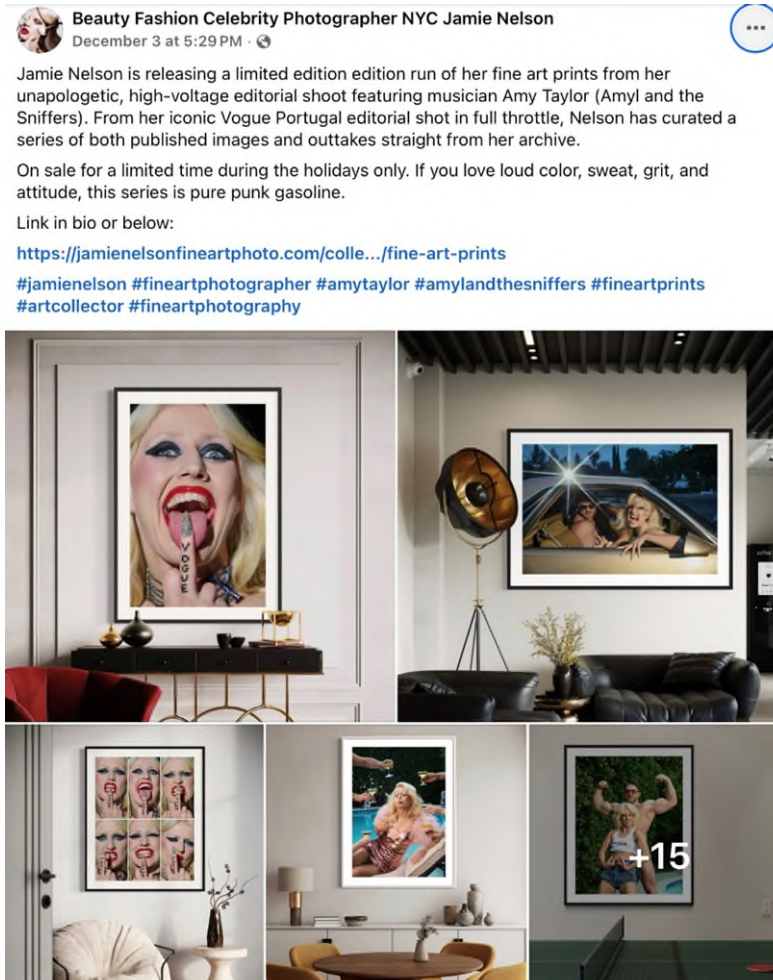 Beauty Fashion Celebrity Photographer NYC Jamie Nelson
December 3 at 5:29 PM ·
Jamie Nelson is releasing a limited edition edition run of her fine art prints from her
unapologetic, high-voltage editorial shoot featuring musician Amy Taylor (Amyl and the
Sniffers). From her iconic Vogue Portugal editorial shot in full throttle, Nelson has curated a
series of both published images and outtakes straight from her archive.
On sale for a limited time during the holidays only. If you love loud color, sweat, grit, and
attitude, this series is pure punk gasoline.
Link in bio or below:
https://jamienelsonfineartphoto.com/colle.../fine-art-prints
#jamienelson #fineartphotographer #amytaylor #amylandthesniffers #fineartprints
#artcollector #fineartphotography
VOGUE
+15